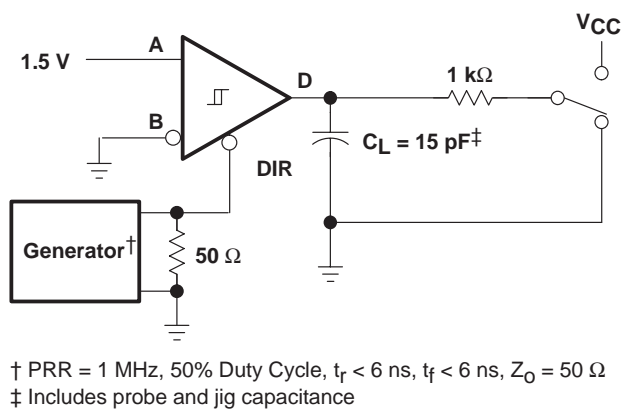 VCC
A
1.5 V
D
1 kΩ
B
CL = 15 pF‡
DIR
Generator†
50 Ω
† PRR = 1 MHz, 50% Duty Cycle, tr < 6 ns, tf < 6 ns, Zo = 50 Ω
‡ Includes probe and jig capacitance